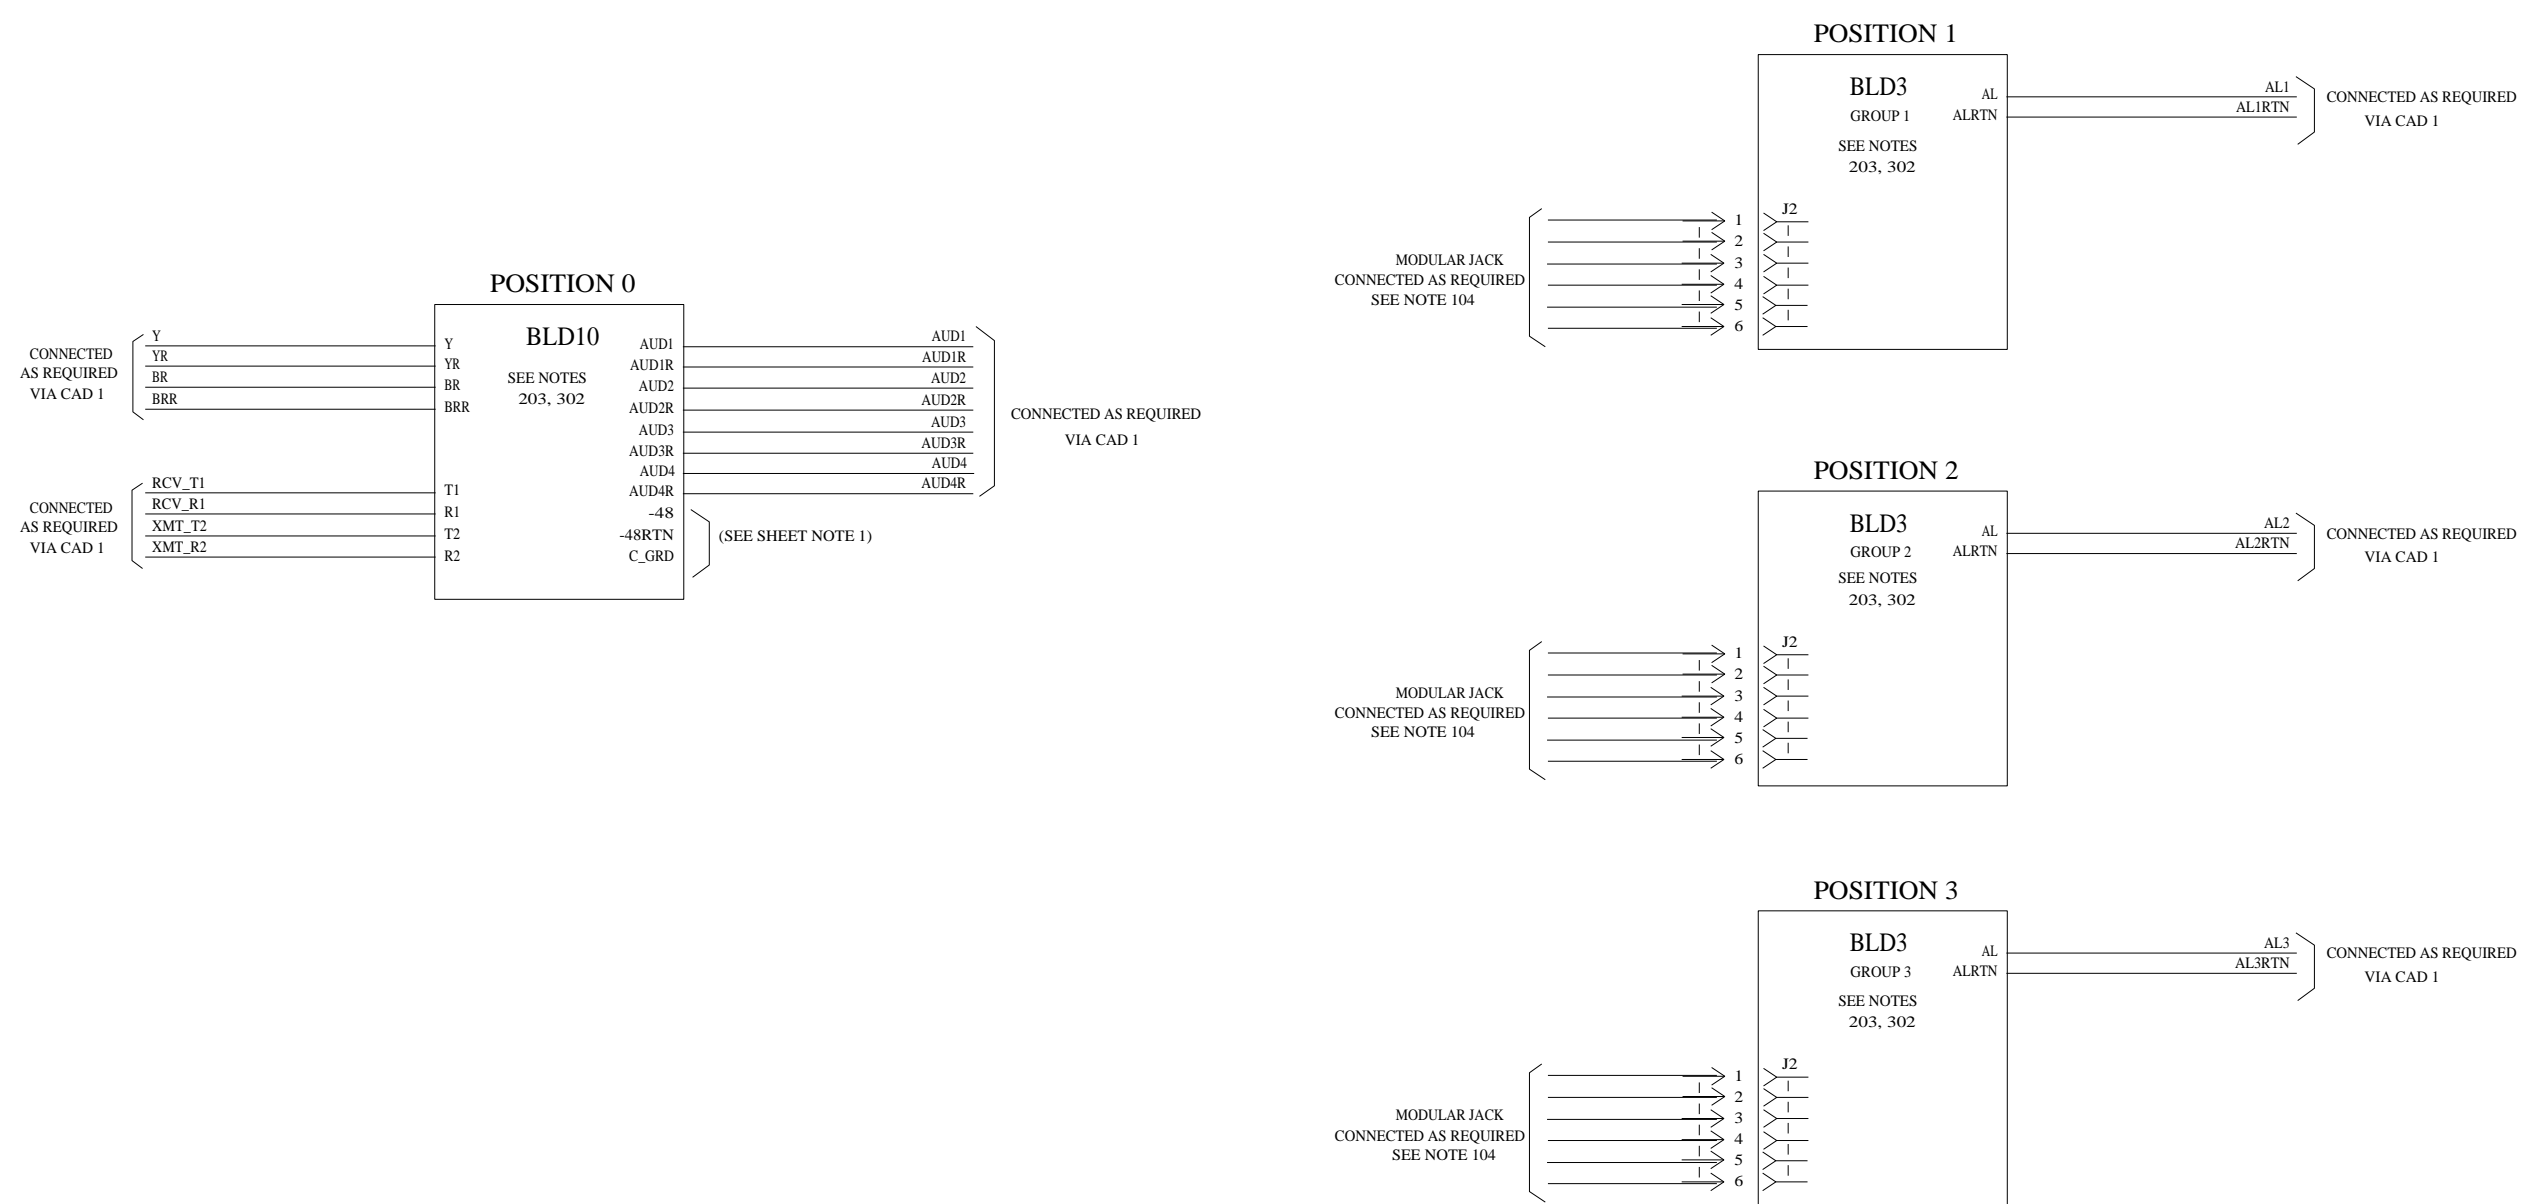 POSITION 0
CONNECTED
AS REQUIRED
VIA CAD 1
Y
YR
BR
BRR
Y
YR
BR
BRR
BLD10
SEE NOTES
203, 302
CONNECTED
AS REQUIRED
VIA CAD 1
RCV_T1
RCV_R1
XMT_T2
XMT_R2
T1
R1
T2
R2
AUD1
AUD1R
AUD2
AUD2R
AUD3
AUD3R
AUD4
AUD4R
-48
-48RTN
C_GRD
AUD1
AUD1R
AUD2
AUD2R
AUD3
AUD3R
AUD4
AUD4R
CONNECTED AS REQUIRED
VIA CAD 1
(SEE SHEET NOTE 1)
POSITION 1
BLD3
GROUP 1
SEE NOTES
203, 302
AL
ALRTN
AL1
AL1RTN
CONNECTED AS REQUIRED
VIA CAD 1
MODULAR JACK
CONNECTED AS REQUIRED
SEE NOTE 104
1
2
3
4
5
6
J2
POSITION 2
BLD3
GROUP 2
SEE NOTES
203, 302
AL
ALRTN
AL2
AL2RTN
CONNECTED AS REQUIRED
VIA CAD 1
MODULAR JACK
CONNECTED AS REQUIRED
SEE NOTE 104
1
2
3
4
5
6
J2
POSITION 3
BLD3
GROUP 3
SEE NOTES
203, 302
AL
ALRTN
AL3
AL3RTN
CONNECTED AS REQUIRED
VIA CAD 1
MODULAR JACK
CONNECTED AS REQUIRED
SEE NOTE 104
1
2
3
4
5
6
J2